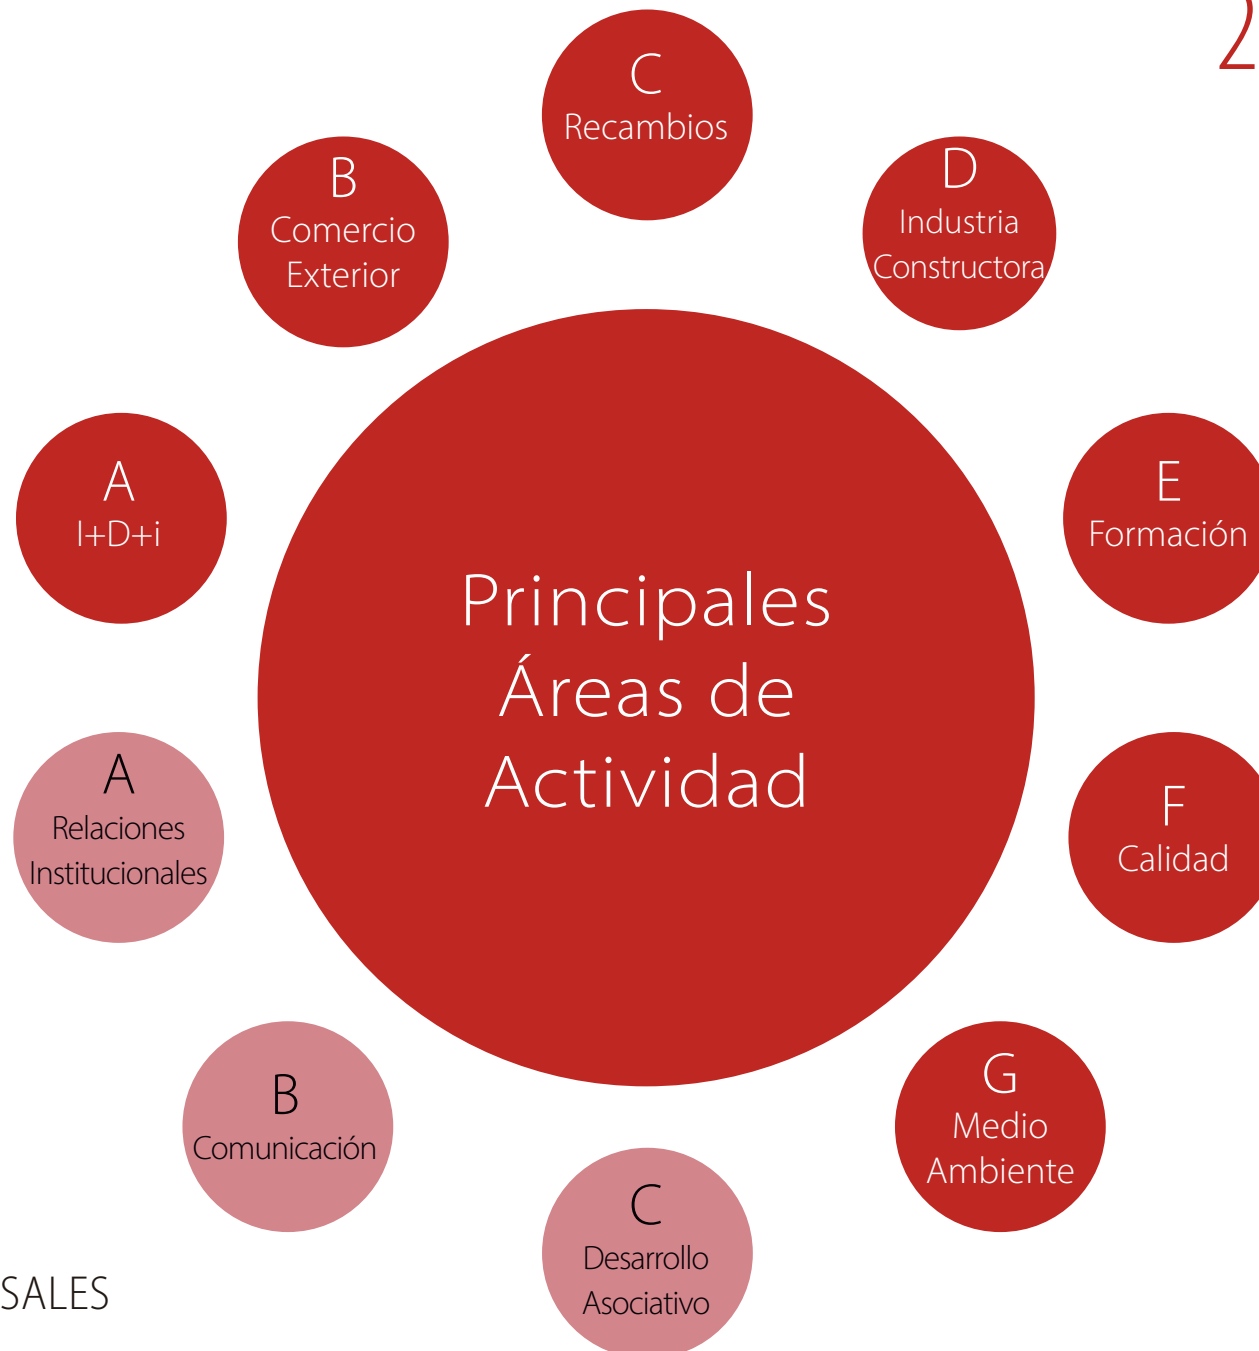 2
C
Recambios
B
Comercio
Exterior
D
Industria
Constructora
A
I+D+i
E
Formación
Principales
Áreas de
Actividad
A
Relaciones
Institucionales
F
Calidad
B
Comunicación
G
Medio
Ambiente
C
Desarrollo
Asociativo
SALES